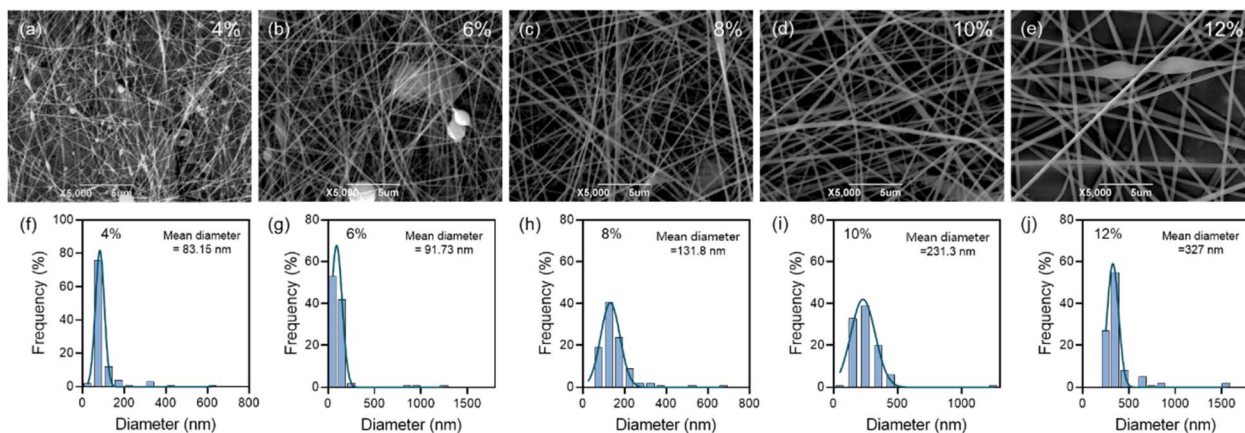 (a) 4%
(b) 6%
(c) 8%
(d) 10%
(e) 12%
X5,000 5um
X5,000 5um
X5,000 5um
X5,000 5um
X5,000 5um
(f)
4%
Mean diameter
= 83.15 nm
Frequency (%)
100
80
60
40
20
0
0 200 400 600 800
Diameter (nm)
(g)
6%
Mean diameter
= 91.73 nm
Frequency (%)
80
60
40
20
0
0 500 1000 1500
Diameter (nm)
(h)
8%
Mean diameter
=131.8 nm
Frequency (%)
80
60
40
20
0
0 200 400 600 800
Diameter (nm)
(i)
10%
Mean diameter
=231.3 nm
Frequency (%)
80
60
40
20
0
0 500 1000
Diameter (nm)
(j)
12%
Mean diameter
=327 nm
Frequency (%)
80
60
40
20
0
0 500 1000 1500
Diameter (nm)